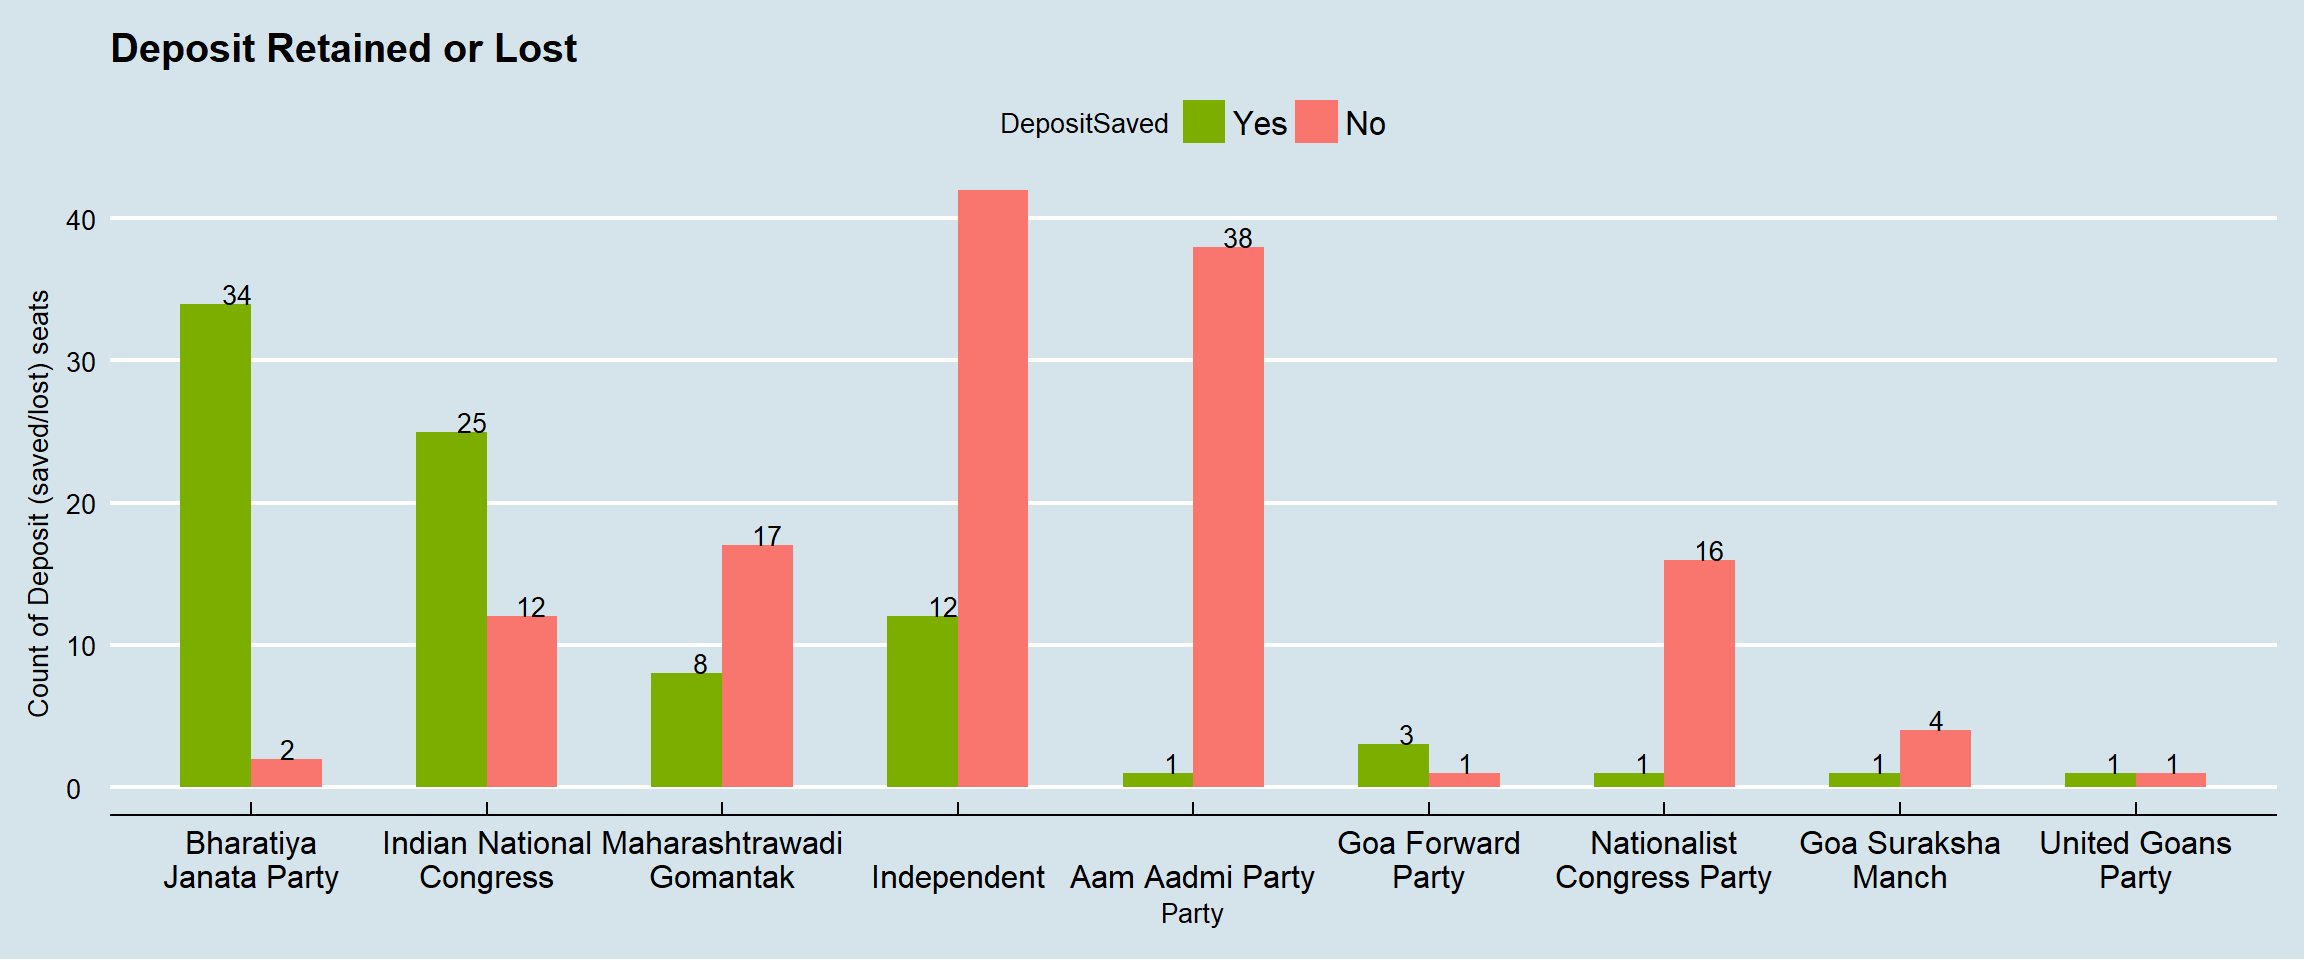 Deposit Retained or Lost
DepositSaved Yes No
Count of Deposit (saved/lost) seats
40
30
20
10
0
34
2
25
12
8
17
12
1
38
3
1
1
16
1
4
1
1
Bharatiya
Janata Party
Indian National
Congress
Maharashtrawadi
Gomantak
Independent
Aam Aadmi Party
Goa Forward
Party
Nationalist
Congress Party
Goa Suraksha
Manch
United Goans
Party
Party